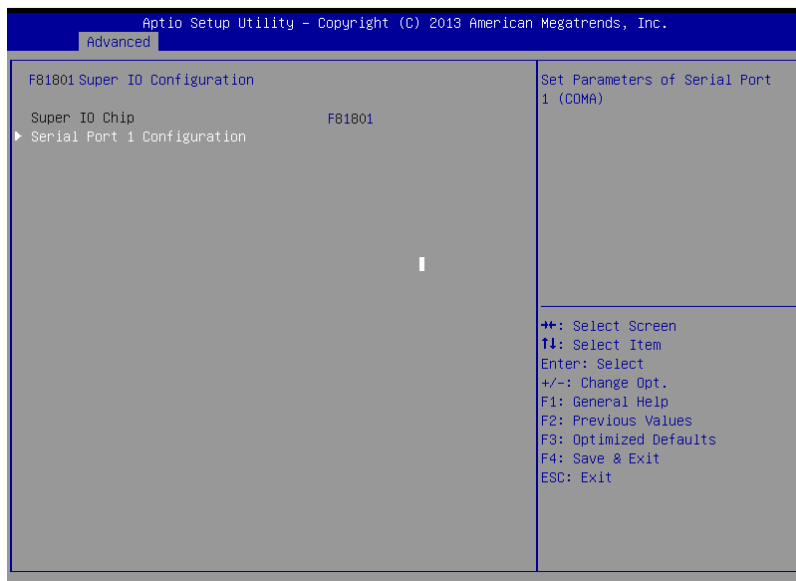 Aptio Setup Utility – Copyright (C) 2013 American Megatrends, Inc.
Advanced
F81801 Super IO Configuration
Super IO Chip F81801
Serial Port 1 Configuration
Set Parameters of Serial Port
1 (COMA)
→←: Select Screen
↑↓: Select Item
Enter: Select
+/-: Change Opt.
F1: General Help
F2: Previous Values
F3: Optimized Defaults
F4: Save & Exit
ESC: Exit